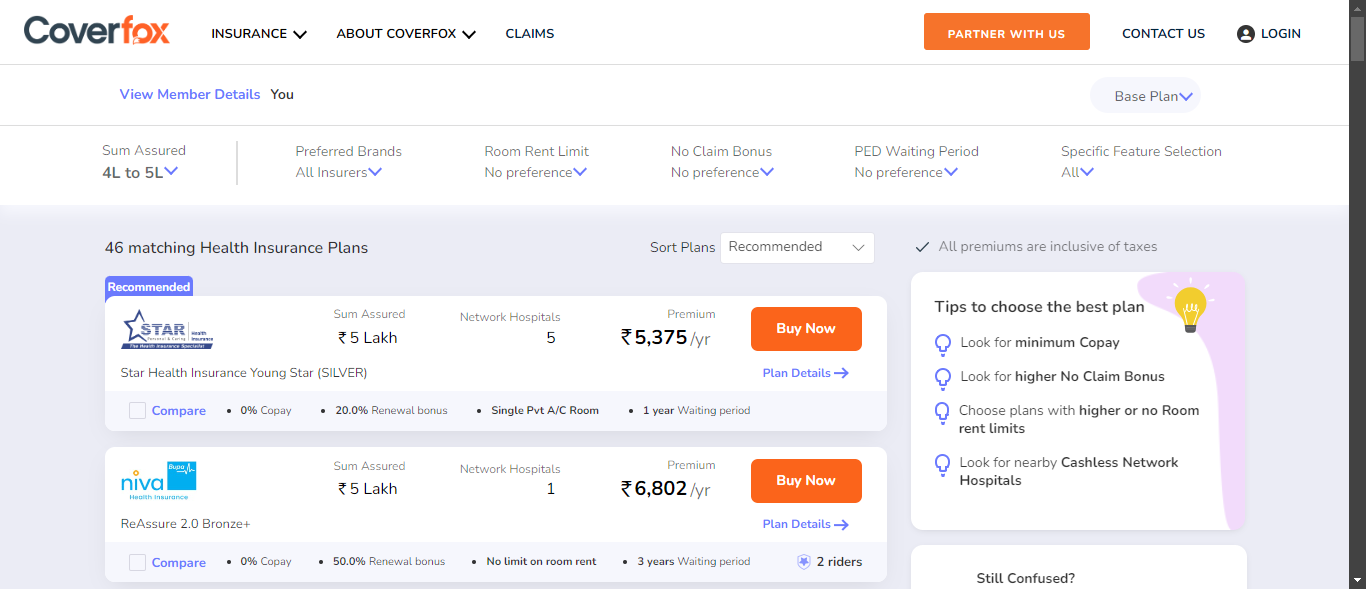 Coverfox
INSURANCE
ABOUT COVERFOX
CLAIMS
PARTNER WITH US
CONTACT US
LOGIN
View Member Details You
Base Plan
Sum Assured
4L to 5L
Preferred Brands
All Insurers
Room Rent Limit
No preference
No Claim Bonus
No preference
PED Waiting Period
No preference
Specific Feature Selection
All
46 matching Health Insurance Plans
Sort Plans Recommended
All premiums are inclusive of taxes
Recommended
STAR Health Insurance
Personal & Caring
The Health Insurance Specialist
Sum Assured
₹ 5 Lakh
Network Hospitals
5
Premium
₹5,375 /yr
Buy Now
Star Health Insurance Young Star (SILVER)
Plan Details
Compare
• 0% Copay
• 20.0% Renewal bonus
• Single Pvt A/C Room
• 1 year Waiting period
niva Bupa
Health Insurance
Sum Assured
₹ 5 Lakh
Network Hospitals
1
Premium
₹6,802 /yr
Buy Now
ReAssure 2.0 Bronze+
Plan Details
Compare
• 0% Copay
• 50.0% Renewal bonus
• No limit on room rent
• 3 years Waiting period
2 riders
Tips to choose the best plan
Look for minimum Copay
Look for higher No Claim Bonus
Choose plans with higher or no Room
rent limits
Look for nearby Cashless Network
Hospitals
Still Confused?